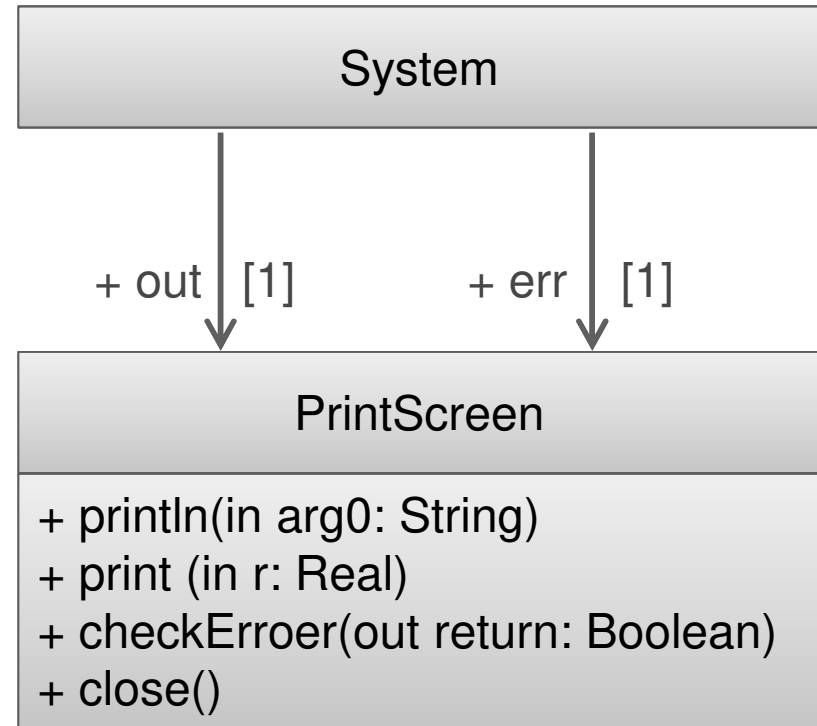 System
+ out [1] + err [1]
PrintScreen
+ println(in arg0: String)
+ print (in r: Real)
+ checkErroer(out return: Boolean)
+ close()